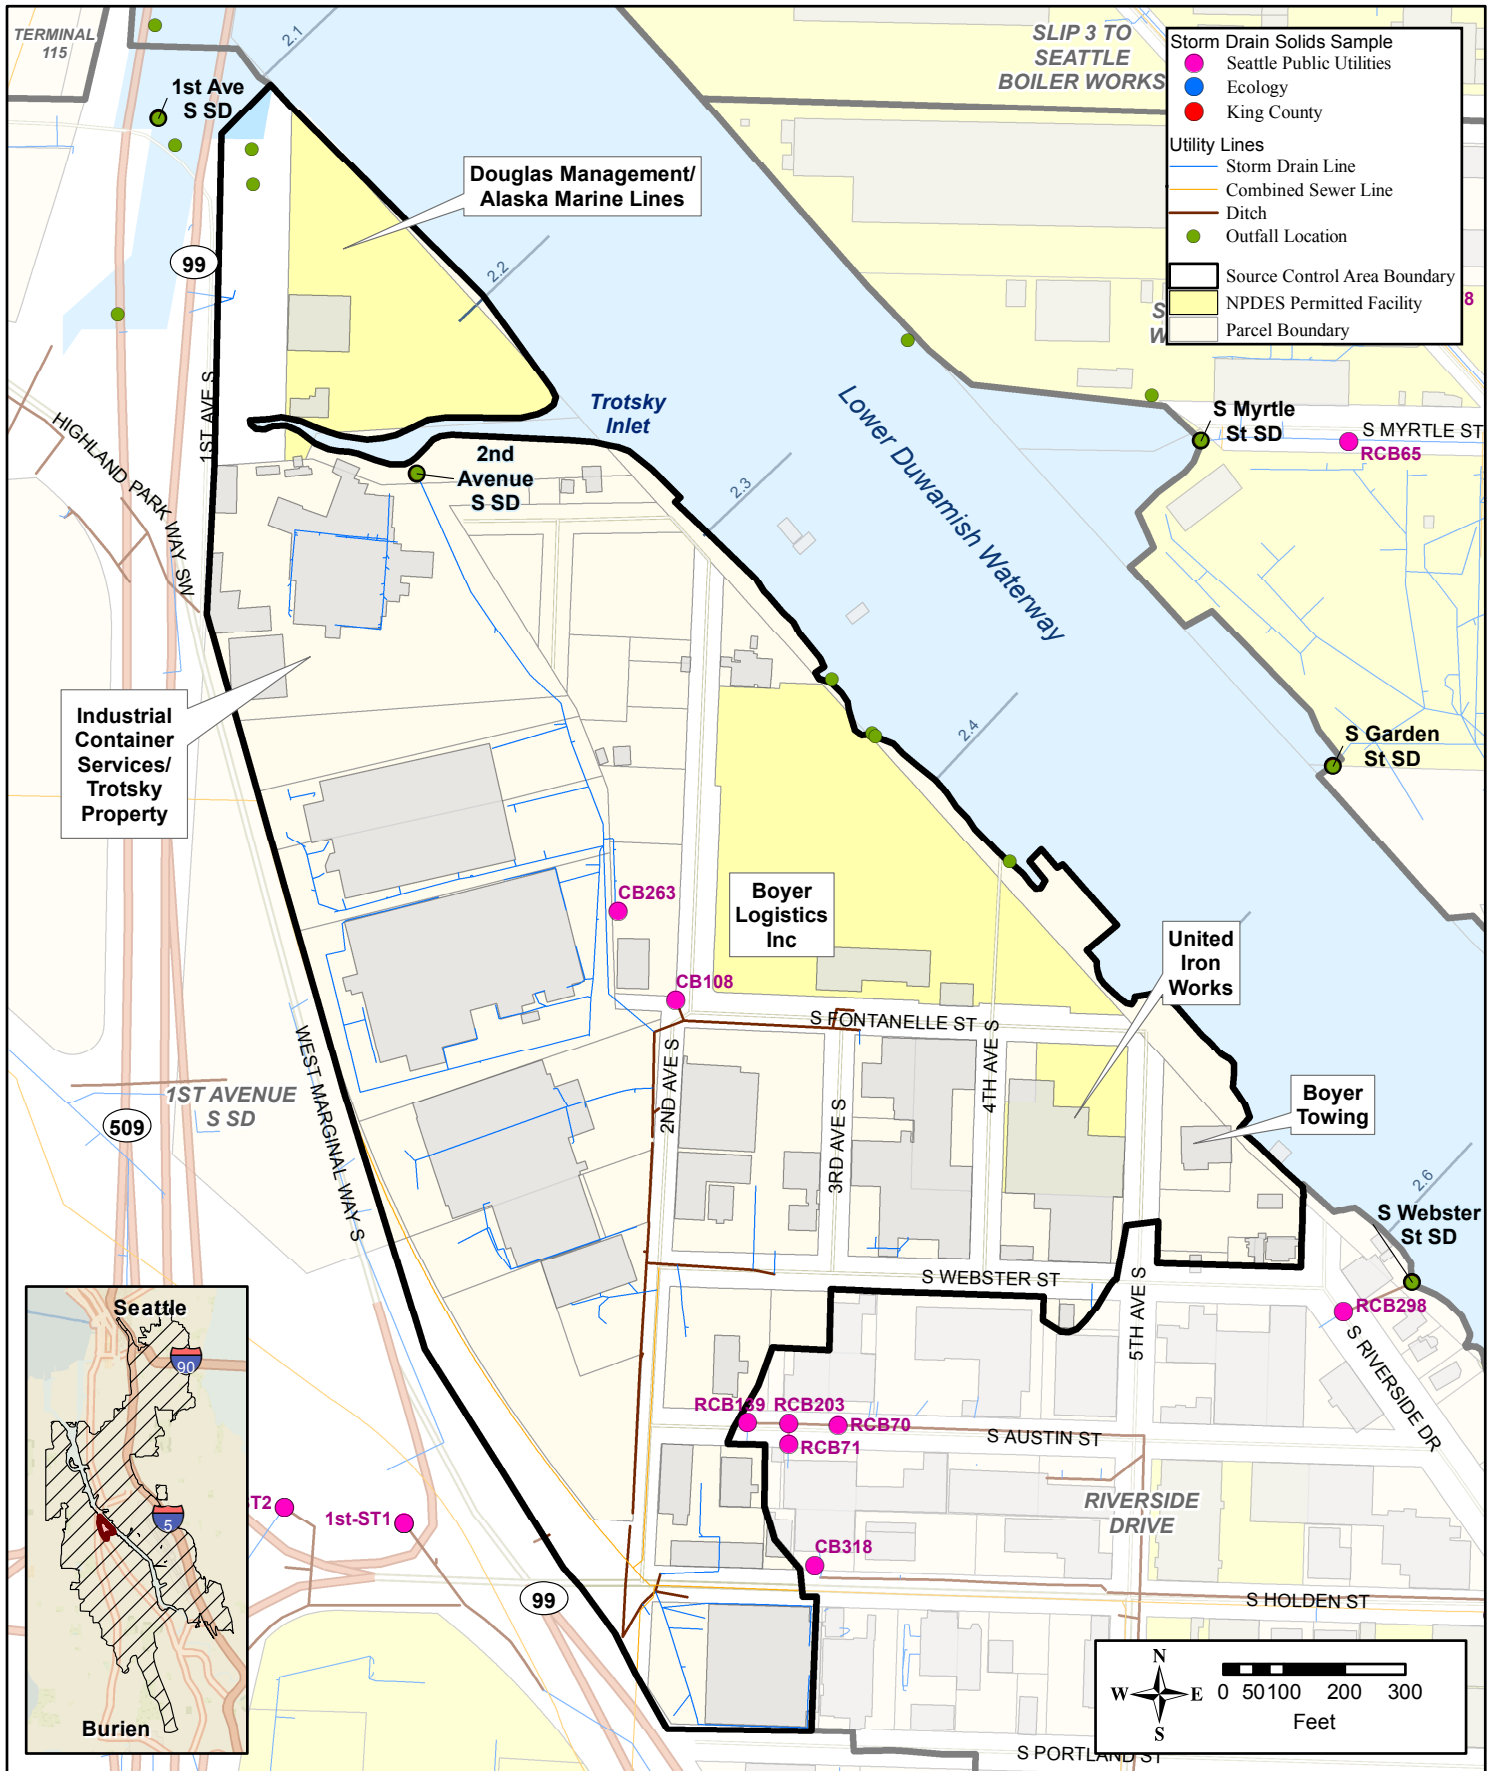 TERMINAL
115
2.1
1st Ave
S SD
SLIP 3 TO
SEATTLE
BOILER WORKS
Storm Drain Solids Sample
Seattle Public Utilities
Ecology
King County
Utility Lines
Storm Drain Line
Combined Sewer Line
Ditch
Outfall Location
Source Control Area Boundary
NPDES Permitted Facility
Parcel Boundary
S
W
8
Douglas Management/
Alaska Marine Lines
99
2.2
1ST AVE S
HIGHLAND PARK WAY SW
Trotsky
Inlet
2nd
Avenue
S SD
2.3
Lower Duwamish Waterway
S Myrtle
St SD
S MYRTLE ST
RCB65
Industrial
Container
Services/
Trotsky
Property
2.4
S Garden
St SD
CB263
Boyer
Logistics
Inc
CB108
United
Iron
Works
S FONTANELLE ST
2ND AVE S
3RD AVE S
4TH AVE S
WEST MARGINAL WAY S
1ST AVENUE
S SD
509
Boyer
Towing
2.6
S Webster
St SD
S WEBSTER ST
5TH AVE S
RCB298
S RIVERSIDE DR
RCB139
RCB203
RCB70
RCB71
S AUSTIN ST
RIVERSIDE
DRIVE
Seattle
90
5
Burien
T2
1st-ST1
CB318
99
S HOLDEN ST
N
W
E
S
0 50 100 200 300
Feet
S PORTLAND ST